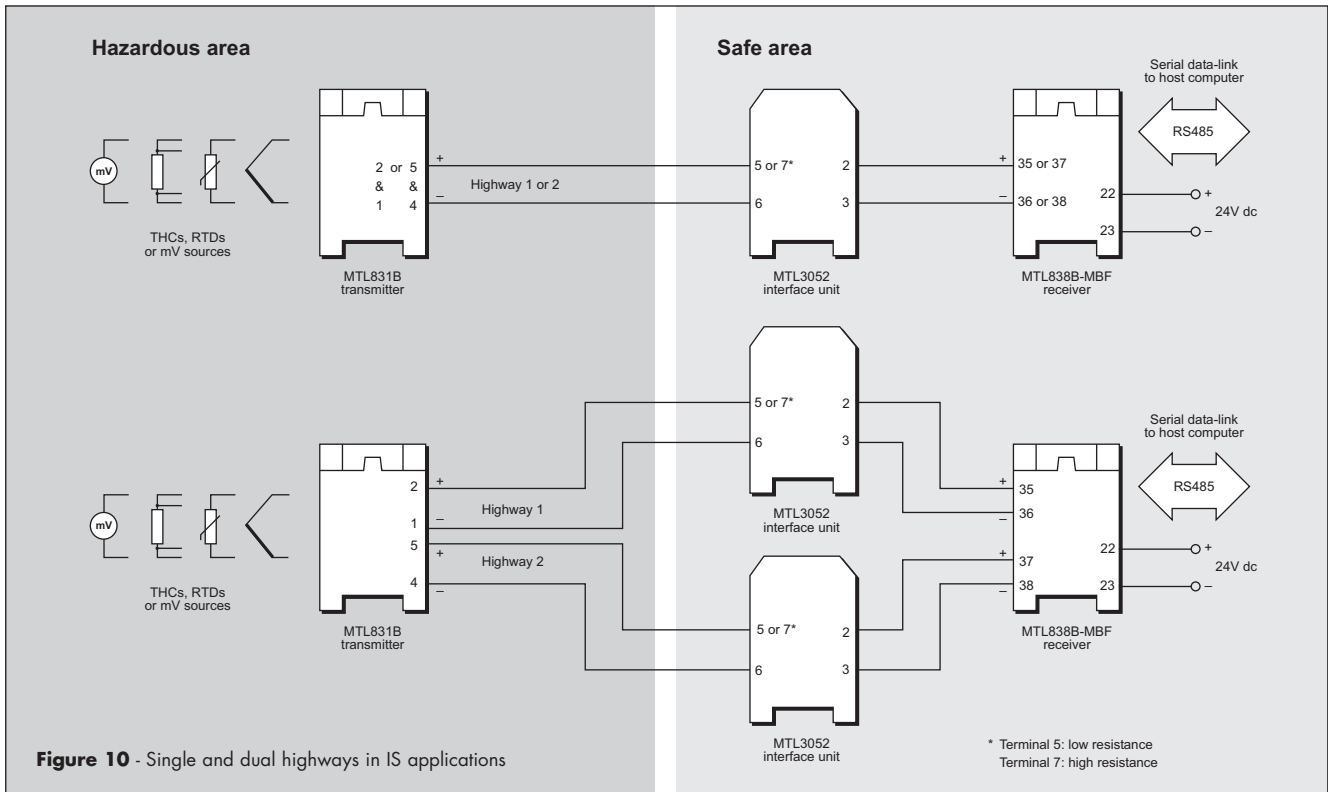 Hazardous area
Safe area
Serial data-link
to host computer
RS485
mV
2 or 5
& &
1 4
+
–
Highway 1 or 2
5 or 7*
6
2
3
+
–
35 or 37
36 or 38
22
23
+
24V dc
–
THCs, RTDs
or mV sources
MTL831B
transmitter
MTL3052
interface unit
MTL838B-MBF
receiver
5 or 7*
6
2
3
Serial data-link
to host computer
RS485
mV
2
1
5
4
+
–
+
–
Highway 1
Highway 2
MTL3052
interface unit
+
–
+
–
35
36
37
38
22
23
+
24V dc
–
THCs, RTDs
or mV sources
MTL831B
transmitter
5 or 7*
6
2
3
MTL838B-MBF
receiver
MTL3052
interface unit
* Terminal 5: low resistance
Terminal 7: high resistance
Figure 10 - Single and dual highways in IS applications